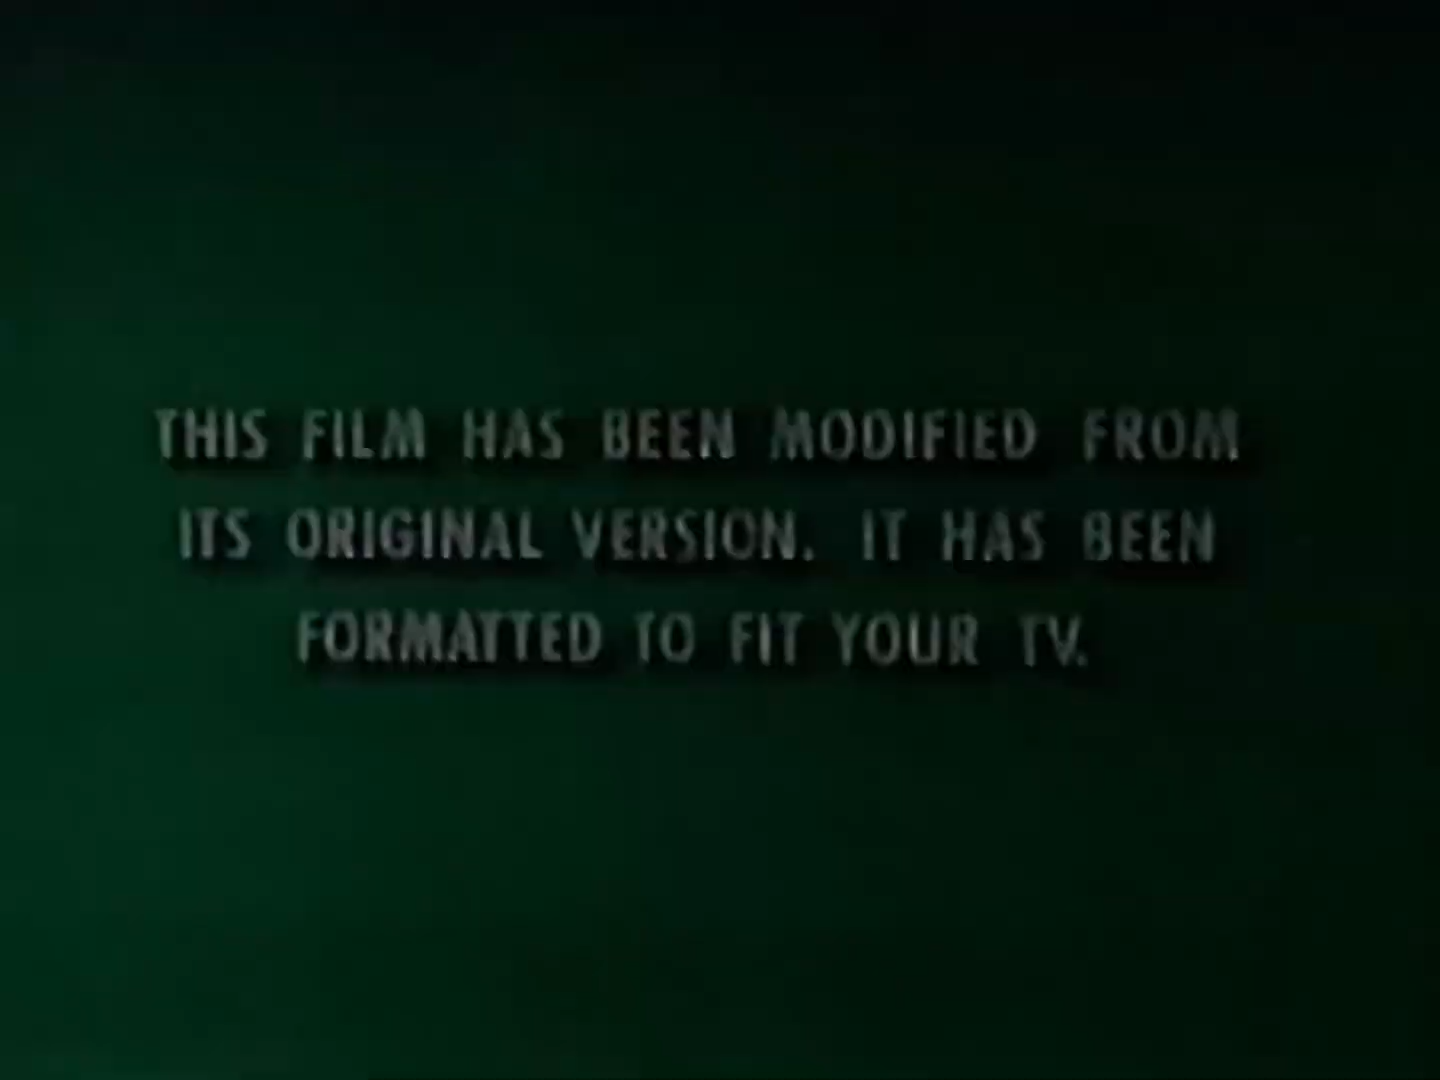 THIS FILM HAS BEEN MODIFIED FROM
ITS ORIGINAL VERSION. IT HAS BEEN
FORMATTED TO FIT YOUR TV.